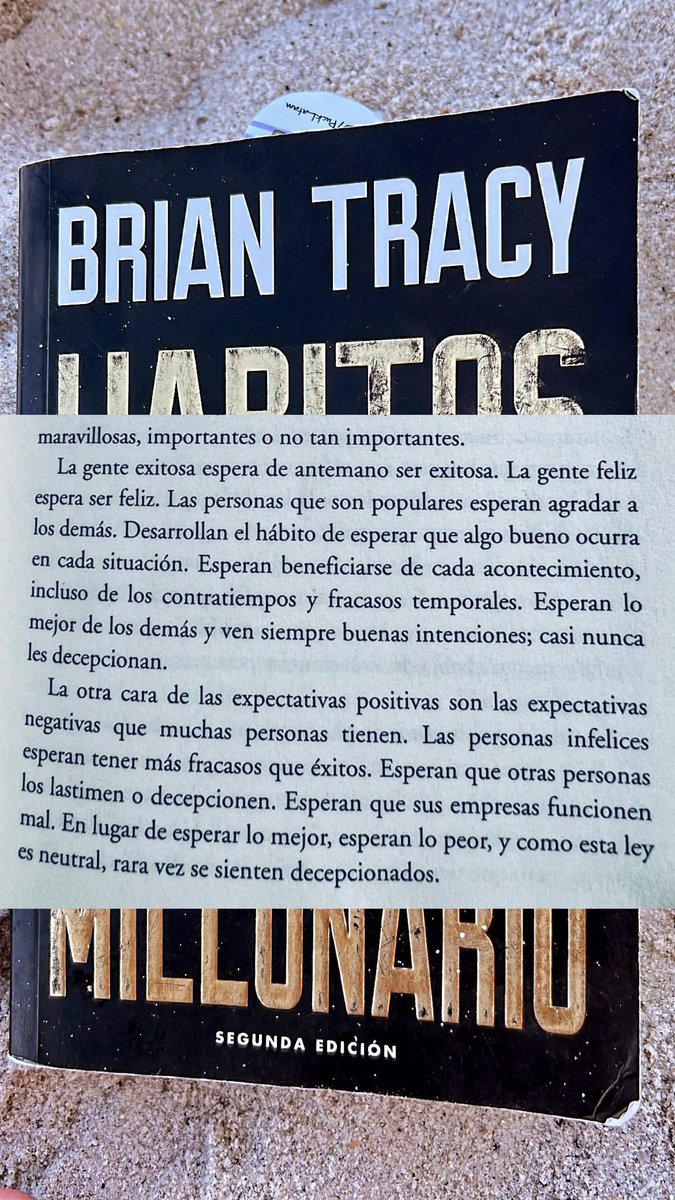 BRIAN TRACY
HABITOS
maravillosas, importantes o no tan importantes.
La gente exitosa espera de antemano ser exitosa. La gente feliz
espera ser feliz. Las personas que son populares esperan agradar a
los demás. Desarrollan el hábito de esperar que algo bueno ocurra
en cada situación. Esperan beneficiarse de cada acontecimiento,
incluso de los contratiempos y fracasos temporales. Esperan lo
mejor de los demás y ven siempre buenas intenciones; casi nunca
les decepcionan.
La otra cara de las expectativas positivas son las expectativas
negativas que muchas personas tienen. Las personas infelices
esperan tener más fracasos que éxitos. Esperan que otras personas
los lastimen o decepcionen. Esperan que sus empresas funcionen
mal. En lugar de esperar lo mejor, esperan lo peor, y como esta ley
es neutral, rara vez se sienten decepcionados.
MILLONARIO
SEGUNDA EDICIÓN